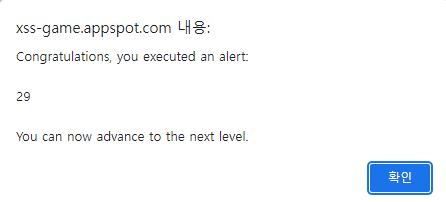 xss-game.appspot.com 내용:
Congratulations, you executed an alert:
29
You can now advance to the next level.
확인